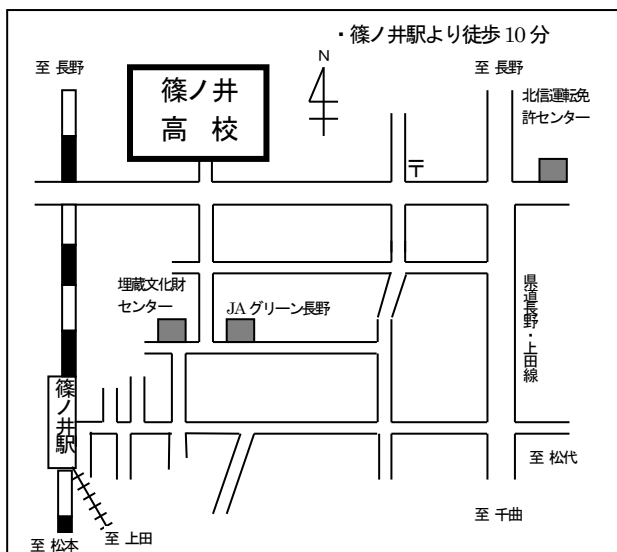 ・篠ノ井駅より徒歩10分
N
至 長野
至 長野
篠ノ井
高 校
北信運転免
許センター
〒
埋蔵文化財
センター
JAグリーン長野
県道長野・上田線
篠ノ井駅
至 松代
至 千曲
至 上田
至 松本